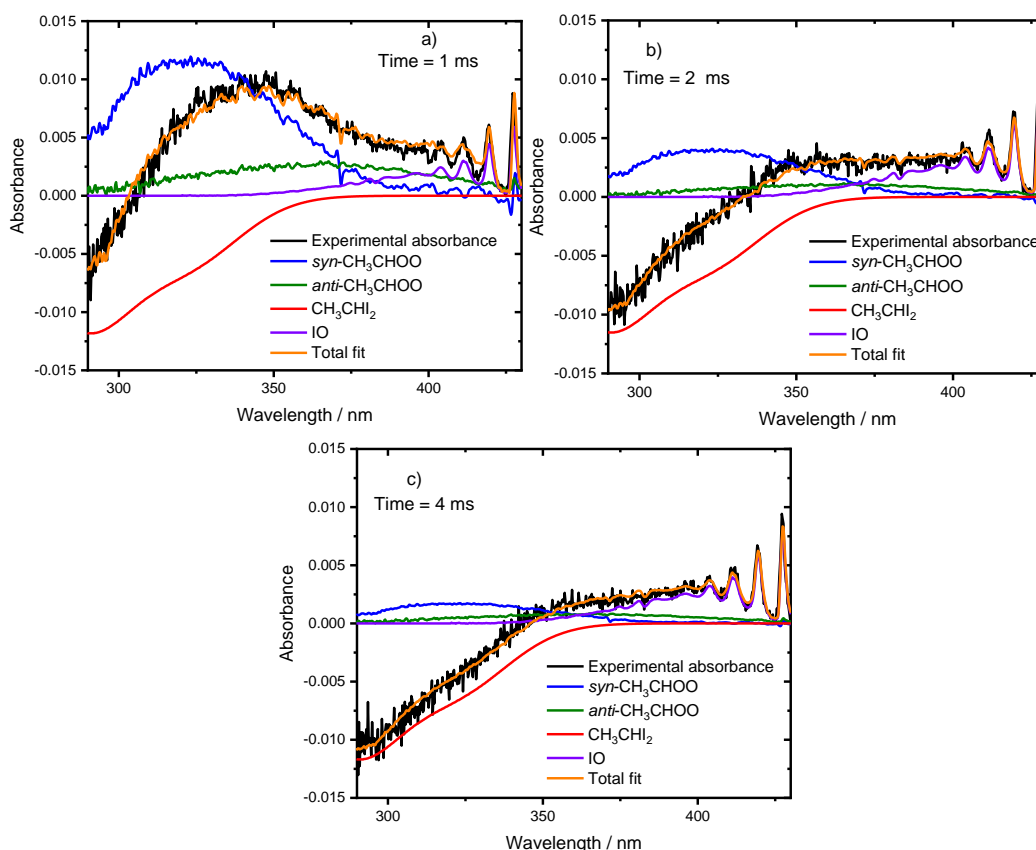 a)
Time = 1 ms
0.015
0.010
0.005
0.000
-0.005
-0.010
-0.015
Absorbance
300
350
400
Wavelength / nm
Experimental absorbance
syn-CH₃CHOO
anti-CH₃CHOO
CH₃CHI₂
IO
Total fit
b)
Time = 2 ms
0.015
0.010
0.005
0.000
-0.005
-0.010
-0.015
Absorbance
300
350
400
Wavelength / nm
Experimental absorbance
syn-CH₃CHOO
anti-CH₃CHOO
CH₃CHI₂
IO
Total fit
c)
Time = 4 ms
0.015
0.010
0.005
0.000
-0.005
-0.010
-0.015
Absorbance
300
350
400
Wavelength / nm
Experimental absorbance
syn-CH₃CHOO
anti-CH₃CHOO
CH₃CHI₂
IO
Total fit